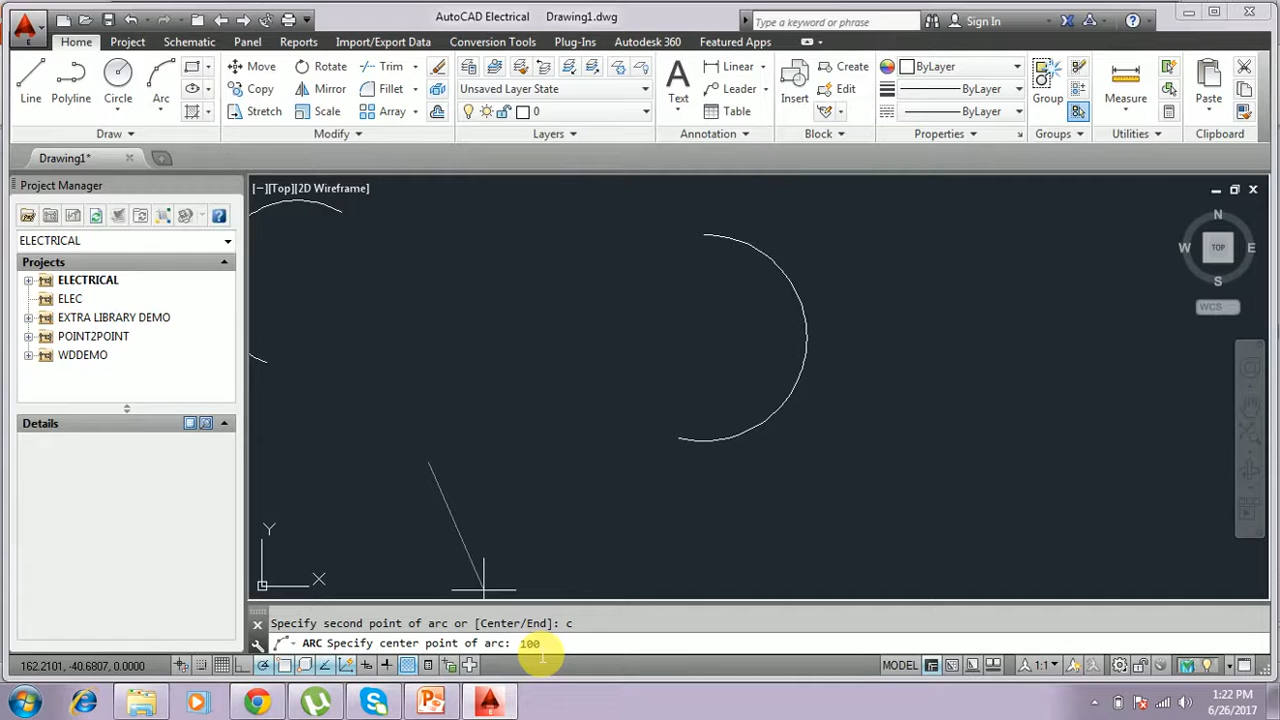 AutoCAD Electrical Drawing1.dwg
Type a keyword or phrase
Sign In
Home Project Schematic Panel Reports Import/Export Data Conversion Tools Plug-Ins Autodesk 360 Featured Apps
Line Polyline Circle Arc
Move Rotate Trim
Copy Mirror Fillet
Stretch Scale Array
Unsaved Layer State
0
Text
Linear
Leader
Table
Insert
Create
Edit
ByLayer
ByLayer
ByLayer
Group
Measure
Paste
Draw Modify Layers Annotation Block Properties Groups Utilities Clipboard
Drawing1*
Project Manager
ELECTRICAL
Projects
ELECTRICAL
ELEC
EXTRA LIBRARY DEMO
POINT2POINT
WDDEMO
Details
[−][Top][2D Wireframe]
N
W TOP E
S
WCS
Y
X
Specify second point of arc or [Center/End]: c
ARC Specify center point of arc: 100
162.2101, -40.6807, 0.0000
MODEL
1:1
1:22 PM
6/26/2017